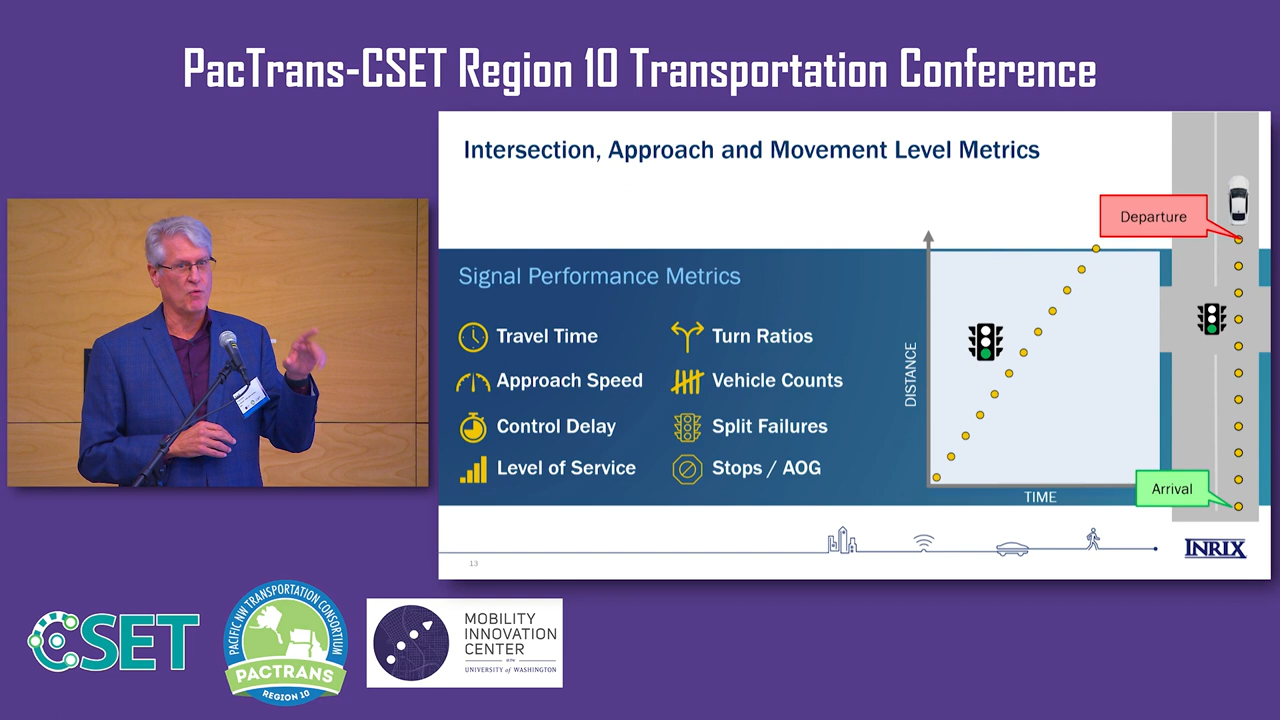 PacTrans-CSET Region 10 Transportation Conference
Intersection, Approach and Movement Level Metrics
Departure
Signal Performance Metrics
Travel Time
Turn Ratios
Approach Speed
Vehicle Counts
Control Delay
Split Failures
Level of Service
Stops / AOG
DISTANCE
TIME
Arrival
INRIX
13
CSET
PACIFIC NW TRANSPORTATION CONSORTIUM
PACTRANS
REGION 10
MOBILITY
INNOVATION
CENTER
AT THE
UNIVERSITY of WASHINGTON